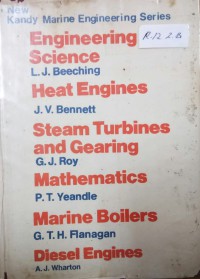 New
Kandy Marine Engineering Series
Engineering
Science
L. J. Beeching
Heat Engines
J. V. Bennett
Steam Turbines
and Gearing
G. J. Roy
Mathematics
P. T. Yeandle
Marine Boilers
G. T. H. Flanagan
Diesel Engines
A. J. Wharton